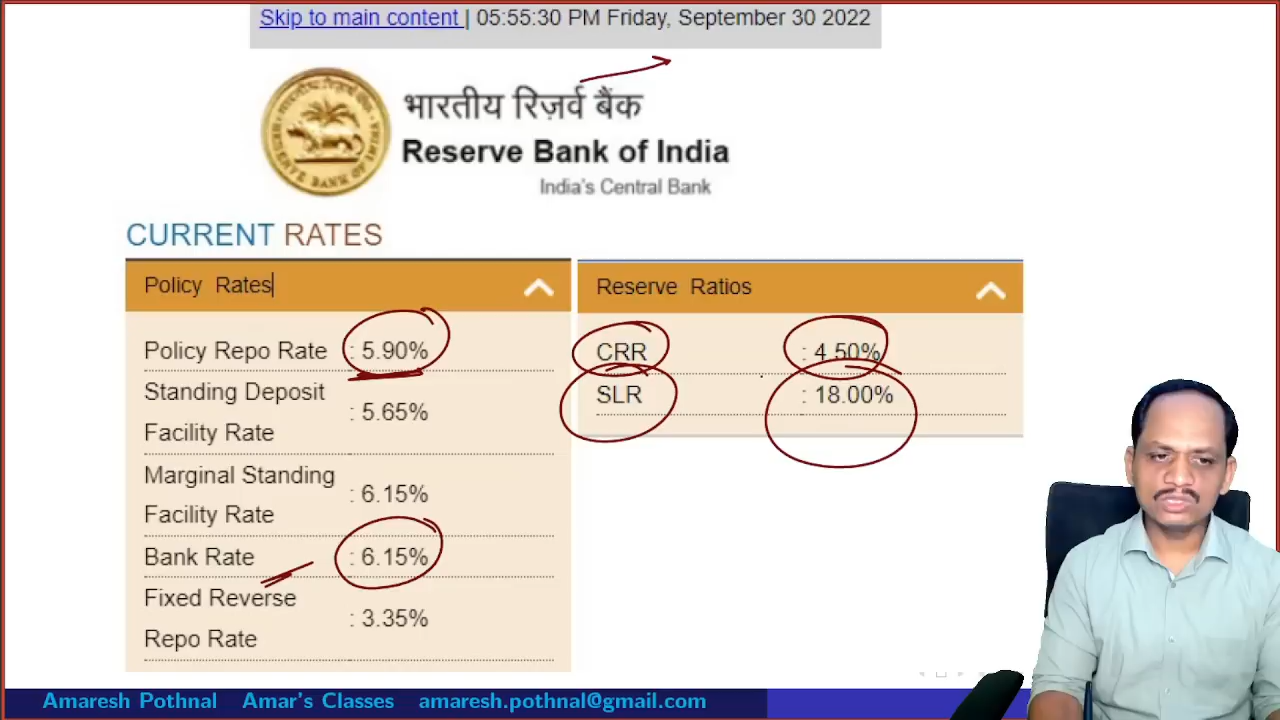 Skip to main content | 05:55:30 PM Friday, September 30 2022
भारतीय रिज़र्व बैंक
Reserve Bank of India
India's Central Bank
CURRENT RATES
Policy Rates
Policy Repo Rate : 5.90%
Standing Deposit
Facility Rate : 5.65%
Marginal Standing
Facility Rate : 6.15%
Bank Rate : 6.15%
Fixed Reverse
Repo Rate : 3.35%
Reserve Ratios
CRR : 4.50%
SLR : 18.00%
Amaresh Pothnal Amar's Classes amaresh.pothnal@gmail.com